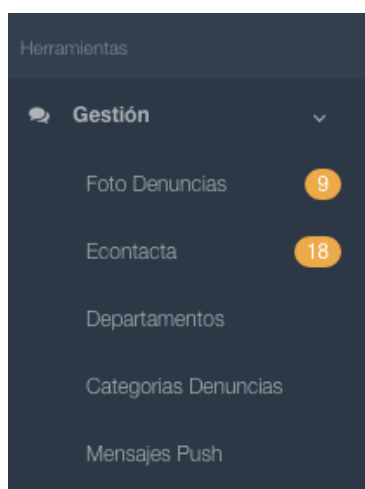 Herramientas
Gestión
Foto Denuncias 9
Econtacta 18
Departamentos
Categorias Denuncias
Mensajes Push